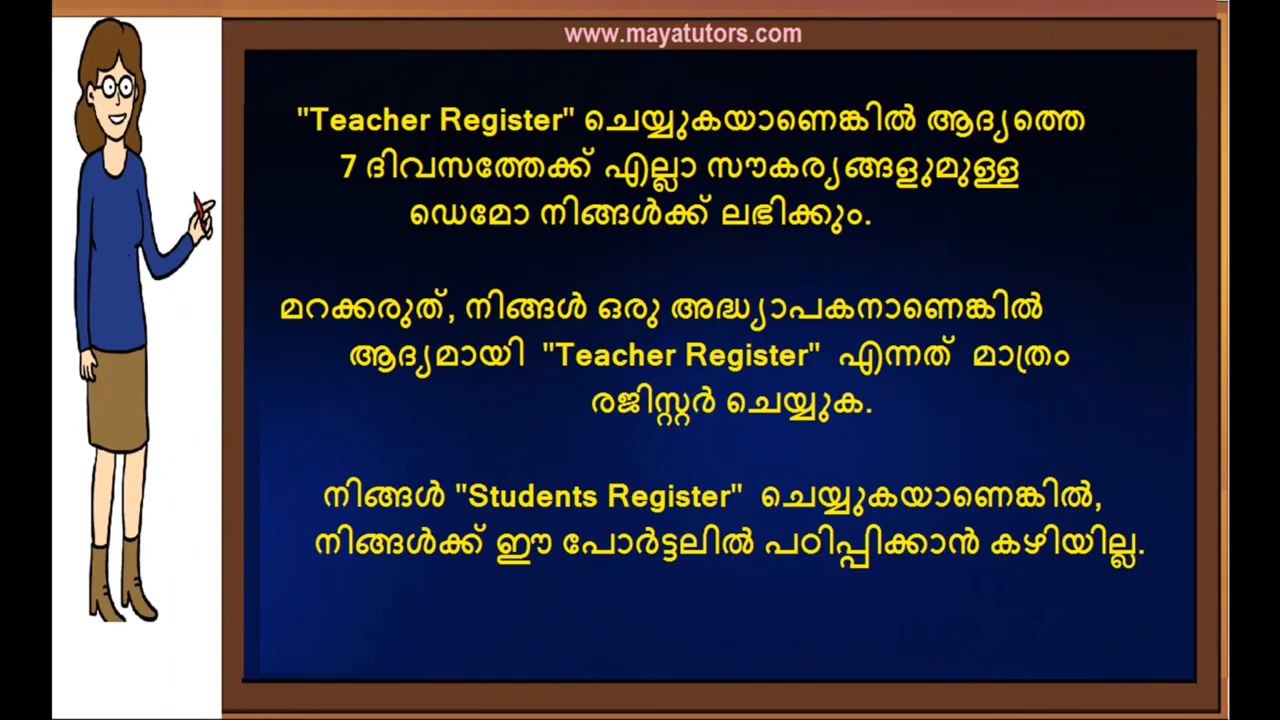 www.mayatutors.com
"Teacher Register" ചെയ്യുകയാണെങ്കിൽ ആദ്യത്തെ
7 ദിവസത്തേക്ക് എല്ലാ സൗകര്യങ്ങളുമുള്ള
ഡെമോ നിങ്ങൾക്ക് ലഭിക്കും.
മറക്കരുത്, നിങ്ങൾ ഒരു അദ്ധ്യാപകനാണെങ്കിൽ
ആദ്യമായി "Teacher Register" എന്നത് മാത്രം
രജിസ്റ്റർ ചെയ്യുക.
നിങ്ങൾ "Students Register" ചെയ്യുകയാണെങ്കിൽ,
നിങ്ങൾക്ക് ഈ പോർട്ടലിൽ പഠിപ്പിക്കാൻ കഴിയില്ല.